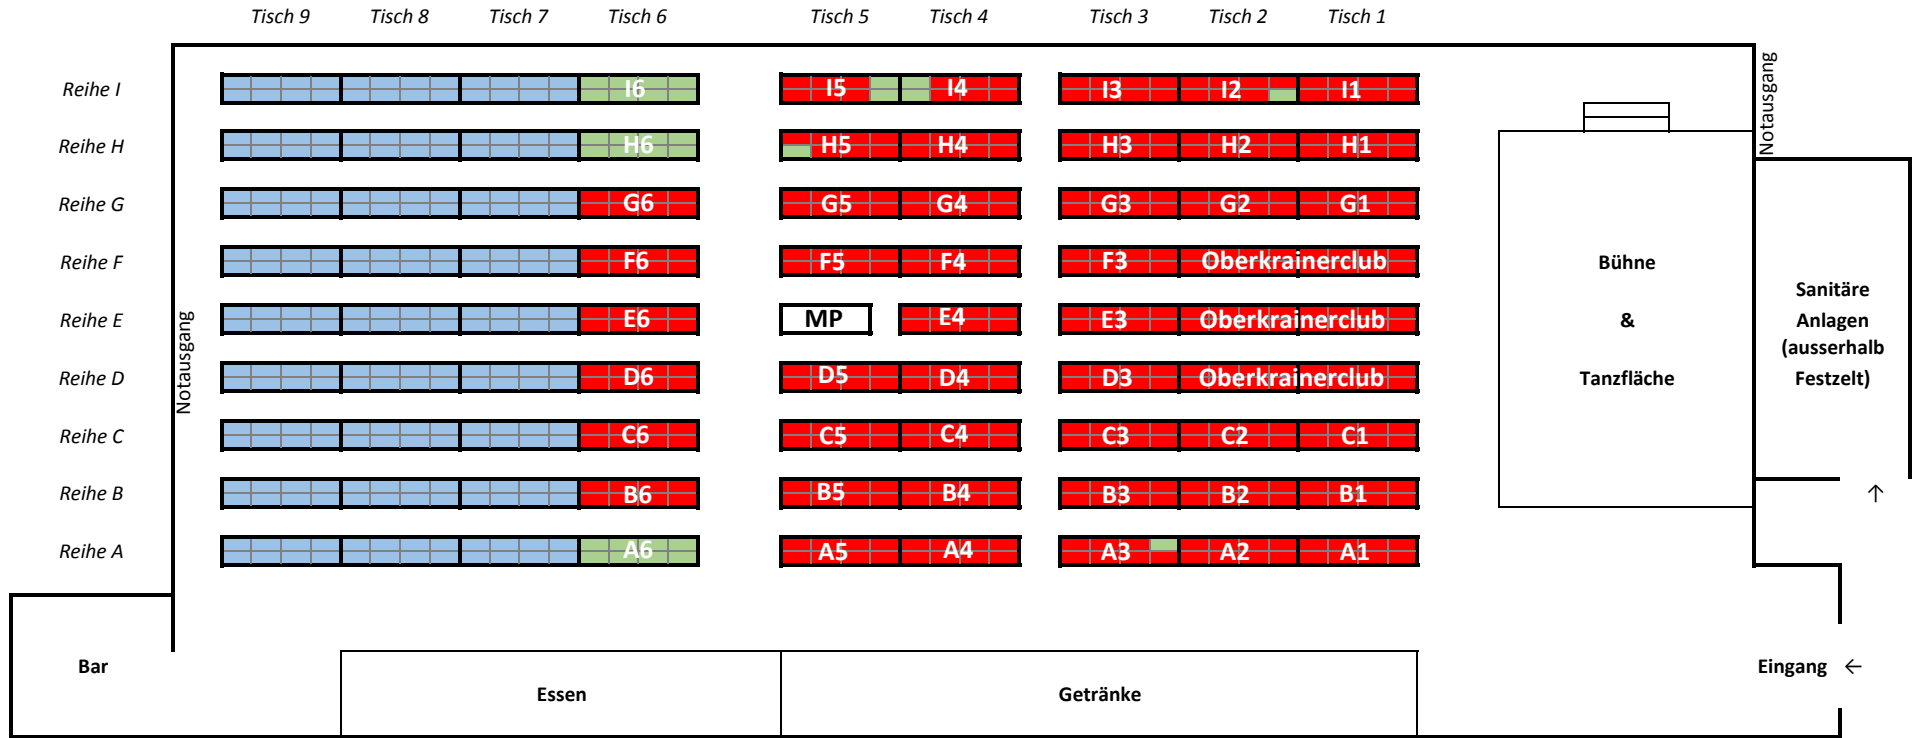 Tisch 9 Tisch 8 Tisch 7 Tisch 6 Tisch 5 Tisch 4 Tisch 3 Tisch 2 Tisch 1
Notausgang
Reihe I I6 I5 I4 I3 I2 I1
Reihe H H6 H5 H4 H3 H2 H1
Reihe G G6 G5 G4 G3 G2 G1
Reihe F F6 F5 F4 F3 Oberkrainerclub
Reihe E E6 MP E4 E3 Oberkrainerclub
Reihe D D6 D5 D4 D3 Oberkrainerclub
Reihe C C6 C5 C4 C3 C2 C1
Reihe B B6 B5 B4 B3 B2 B1
Reihe A A6 A5 A4 A3 A2 A1
Notausgang
Bühne
&
Tanzfläche
Sanitäre
Anlagen
(ausserhalb
Festzelt)
↑
Bar
Essen
Getränke
Eingang ←